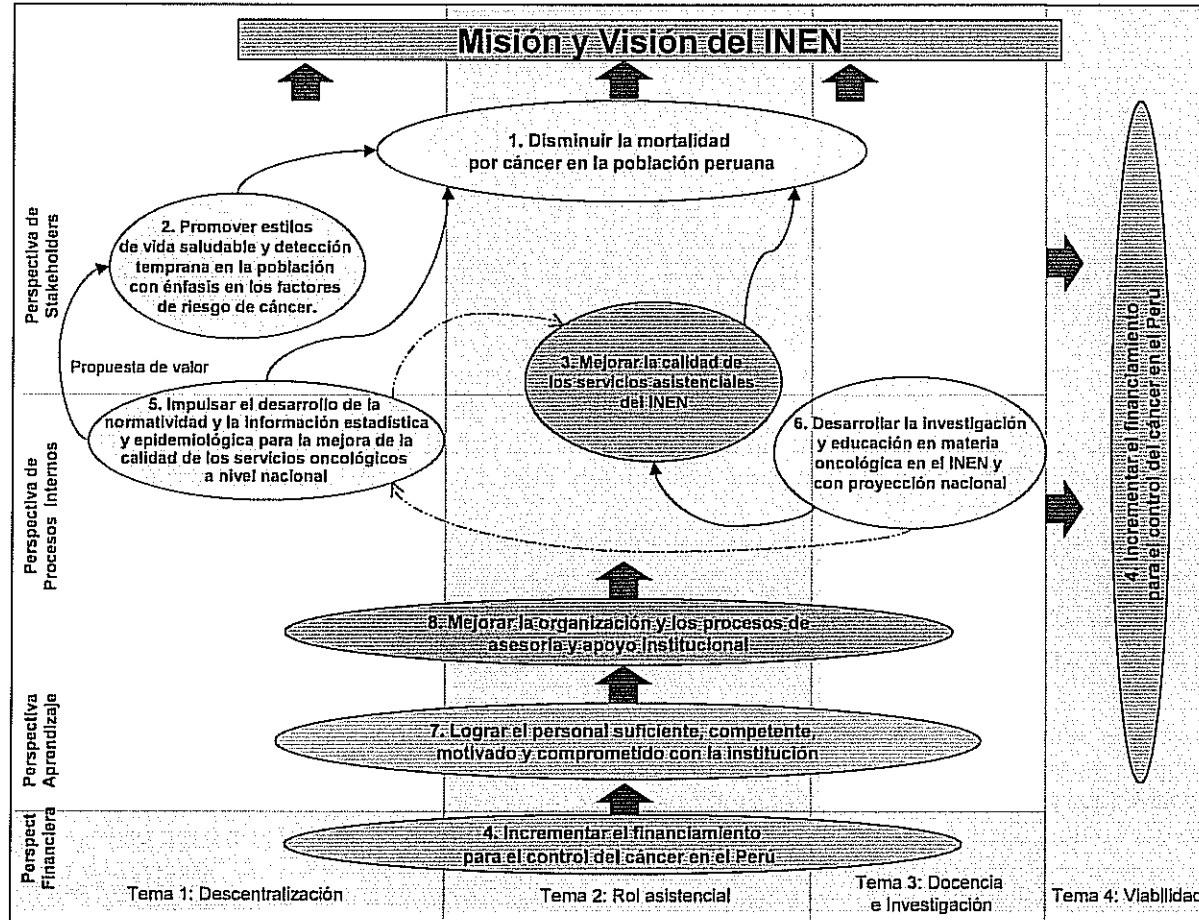 Misión y Visión del INEN
1. Disminuir la mortalidad
por cáncer en la población peruana
Perspectiva de
Stakeholders
2. Promover estilos
de vida saludable y detección
temprana en la población
con énfasis en los factores
de riesgo de cáncer.
Propuesta de valor
3. Mejorar la calidad de
los servicios asistenciales
del INEN
4. Incrementar el financiamiento
para el control del cáncer en el Perú
Perspectiva de
Procesos Internos
5. Impulsar el desarrollo de la
normatividad y la información estadística
y epidemiológica para la mejora de la
calidad de los servicios oncológicos
a nivel nacional
6. Desarrollar la investigación
y educación en materia
oncológica en el INEN y
con proyección nacional
8. Mejorar la organización y los procesos de
asesoría y apoyo institucional
Perspectiva
Aprendizaje
7. Lograr el personal suficiente, competente,
motivado y comprometido con la institución
Perspect
Financiera
4. Incrementar el financiamiento
para el control del cáncer en el Perú
Tema 1: Descentralización
Tema 2: Rol asistencial
Tema 3: Docencia
e Investigación
Tema 4: Viabilidad